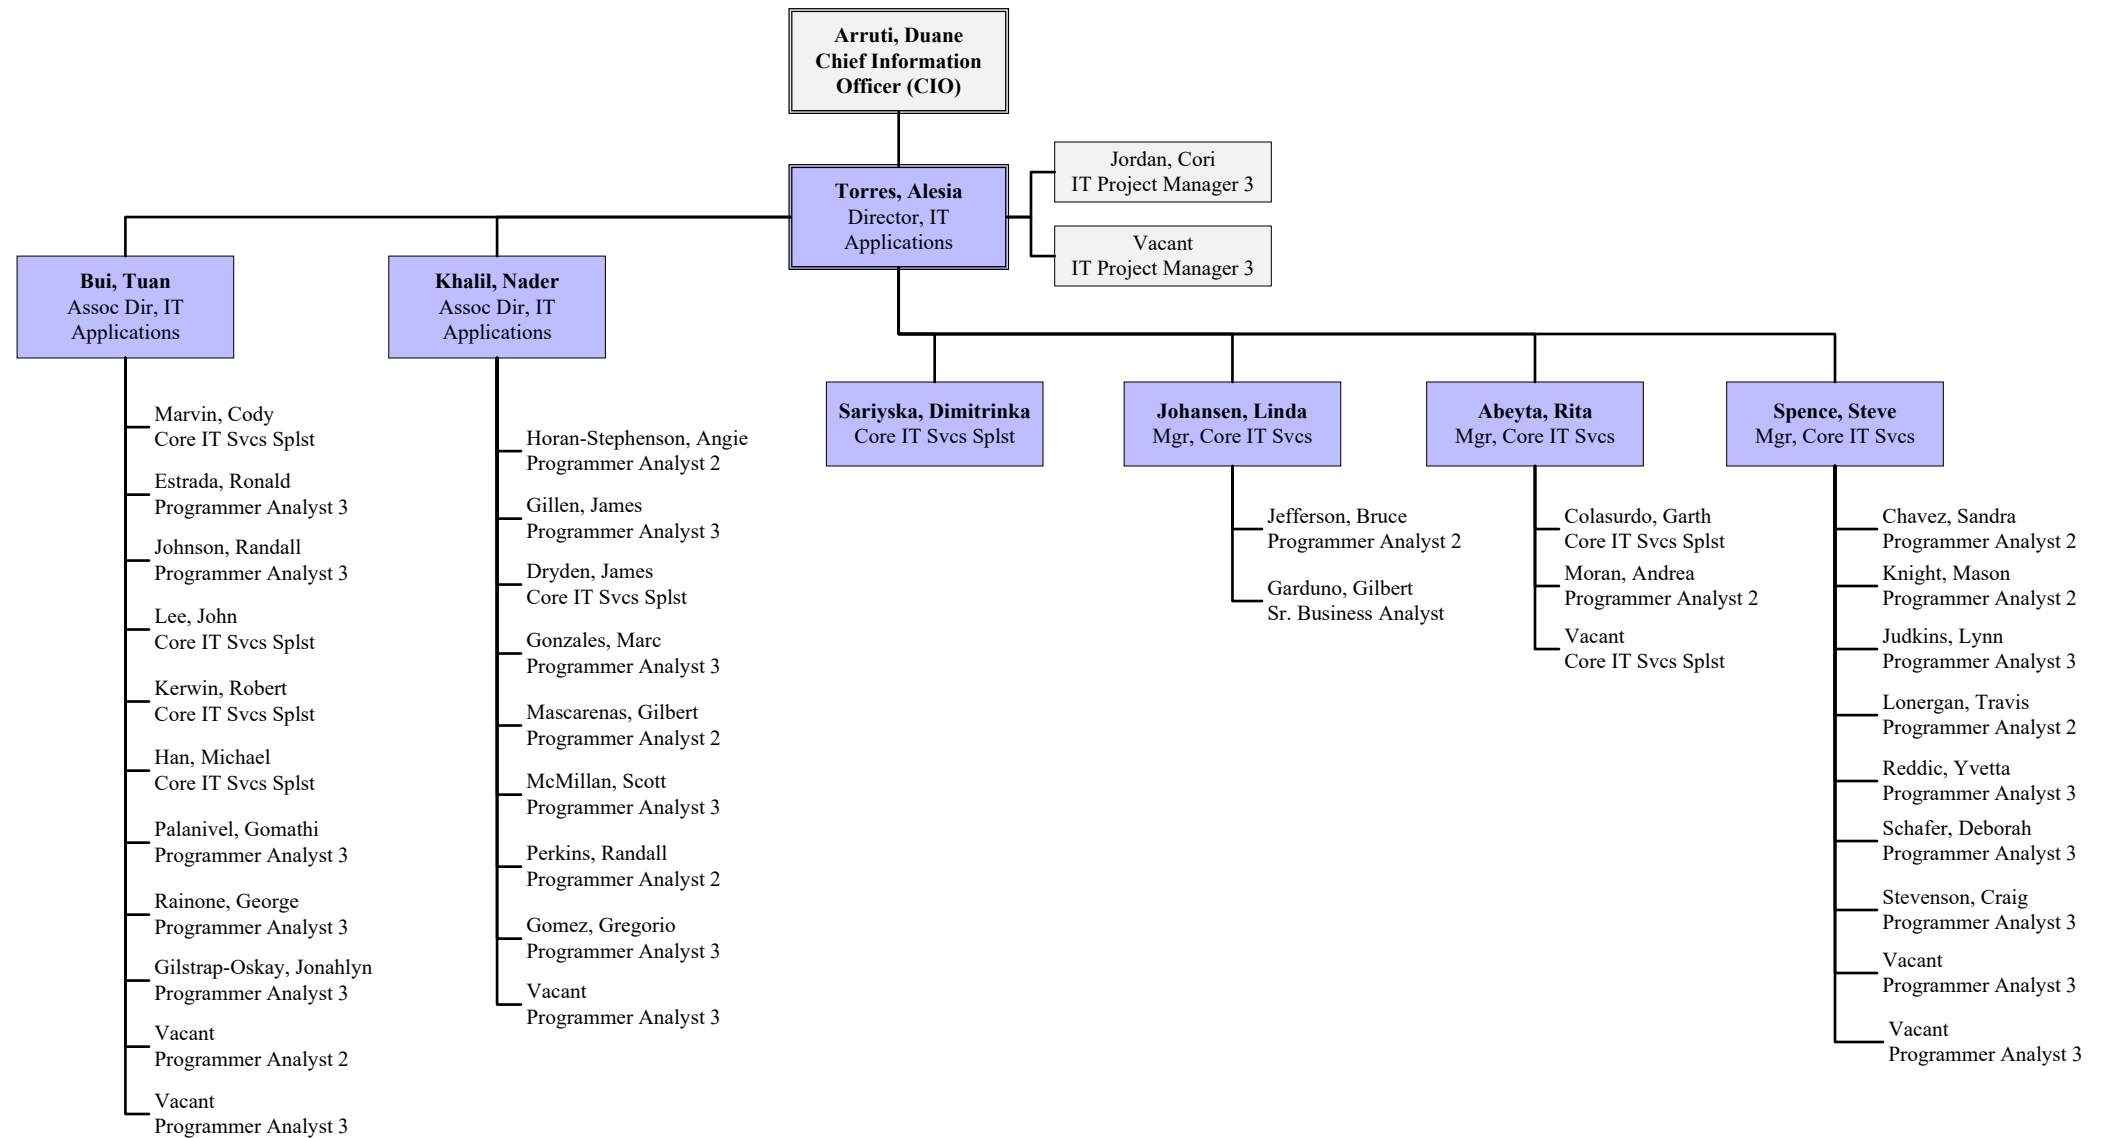 Arruti, Duane
Chief Information
Officer (CIO)
Torres, Alesia
Director, IT
Applications
Jordan, Cori
IT Project Manager 3
Vacant
IT Project Manager 3
Bui, Tuan
Assoc Dir, IT
Applications
Marvin, Cody
Core IT Svcs Splst
Estrada, Ronald
Programmer Analyst 3
Johnson, Randall
Programmer Analyst 3
Lee, John
Core IT Svcs Splst
Kerwin, Robert
Core IT Svcs Splst
Han, Michael
Core IT Svcs Splst
Palanivel, Gomathi
Programmer Analyst 3
Rainone, George
Programmer Analyst 3
Gilstrap-Oskay, Jonahlyn
Programmer Analyst 3
Vacant
Programmer Analyst 2
Vacant
Programmer Analyst 3
Khalil, Nader
Assoc Dir, IT
Applications
Horan-Stephenson, Angie
Programmer Analyst 2
Gillen, James
Programmer Analyst 3
Dryden, James
Core IT Svcs Splst
Gonzales, Marc
Programmer Analyst 3
Mascarenas, Gilbert
Programmer Analyst 2
McMillan, Scott
Programmer Analyst 3
Perkins, Randall
Programmer Analyst 2
Gomez, Gregorio
Programmer Analyst 3
Vacant
Programmer Analyst 3
Sariyska, Dimitrinka
Core IT Svcs Splst
Johansen, Linda
Mgr, Core IT Svcs
Jefferson, Bruce
Programmer Analyst 2
Garduno, Gilbert
Sr. Business Analyst
Abeyta, Rita
Mgr, Core IT Svcs
Colasurdo, Garth
Core IT Svcs Splst
Moran, Andrea
Programmer Analyst 2
Vacant
Core IT Svcs Splst
Spence, Steve
Mgr, Core IT Svcs
Chavez, Sandra
Programmer Analyst 2
Knight, Mason
Programmer Analyst 2
Judkins, Lynn
Programmer Analyst 3
Lonergan, Travis
Programmer Analyst 2
Reddic, Yvetta
Programmer Analyst 3
Schafer, Deborah
Programmer Analyst 3
Stevenson, Craig
Programmer Analyst 3
Vacant
Programmer Analyst 3
Vacant
Programmer Analyst 3